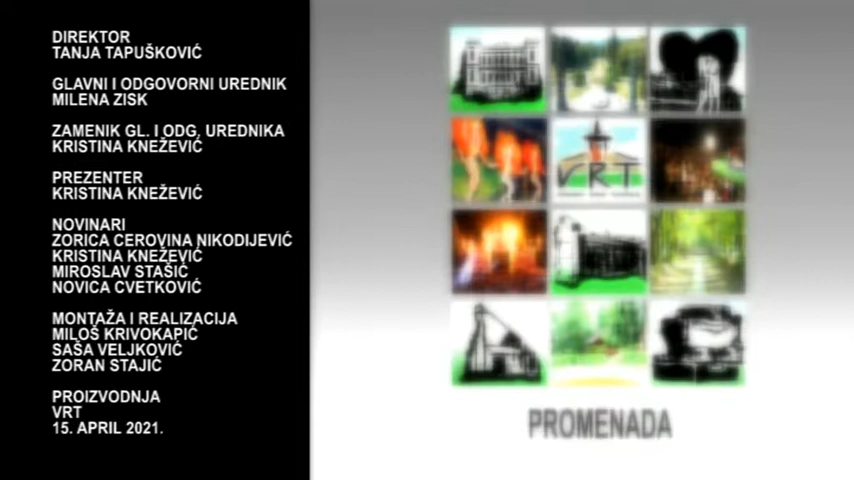 DIREKTOR
TANJA TAPUŠKOVIĆ
GLAVNI I ODGOVORNI UREDNIK
MILENA ZISK
ZAMENIK GL. I ODG. UREDNIKA
KRISTINA KNEŽEVIĆ
PREZENTER
KRISTINA KNEŽEVIĆ
NOVINARI
ZORICA CEROVINA NIKODIJEVIĆ
KRISTINA KNEŽEVIĆ
MIROSLAV STAŠIĆ
NOVICA CVETKOVIĆ
MONTAŽA I REALIZACIJA
MILOŠ KRIVOKAPIĆ
SAŠA VELJKOVIĆ
ZORAN STAJIĆ
PROIZVODNJA
VRT
15. APRIL 2021.
VRT
PROMENADA